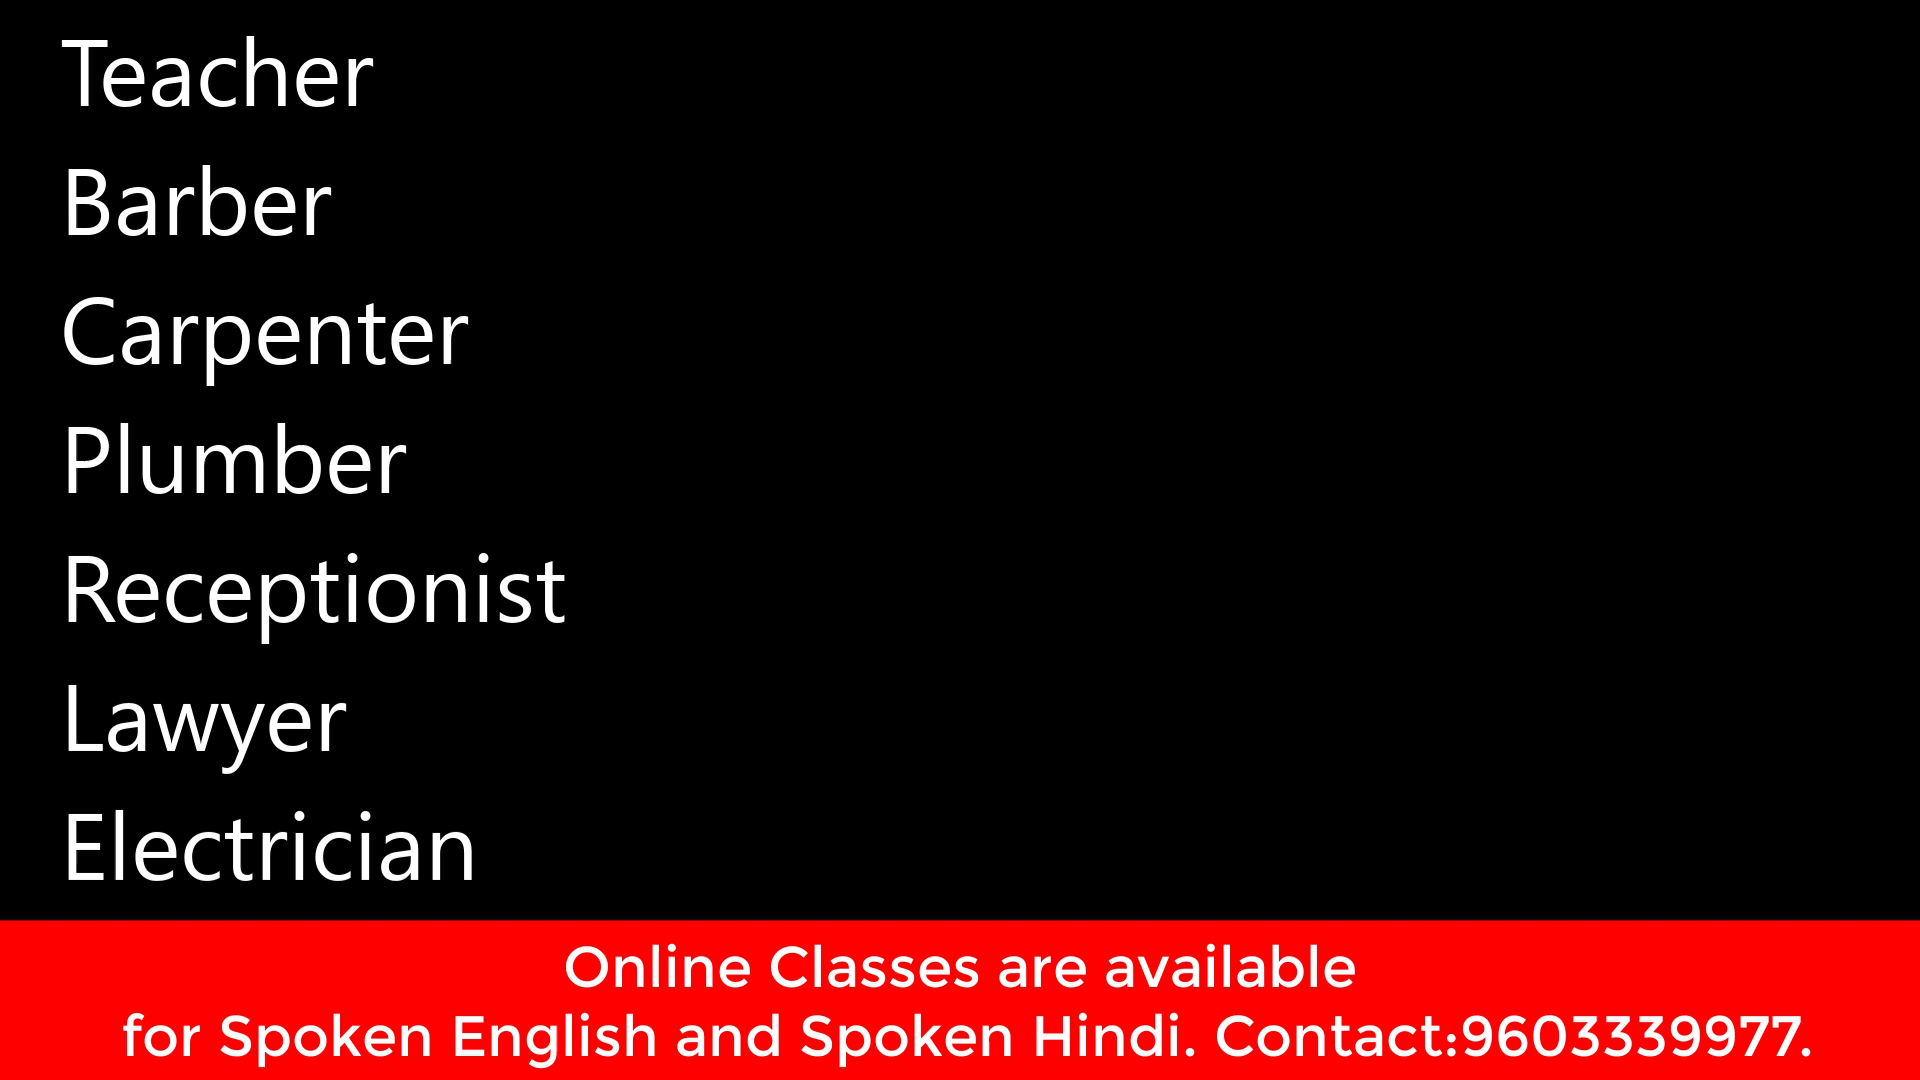 Teacher
Barber
Carpenter
Plumber
Receptionist
Lawyer
Electrician
Online Classes are available
for Spoken English and Spoken Hindi. Contact:9603339977.